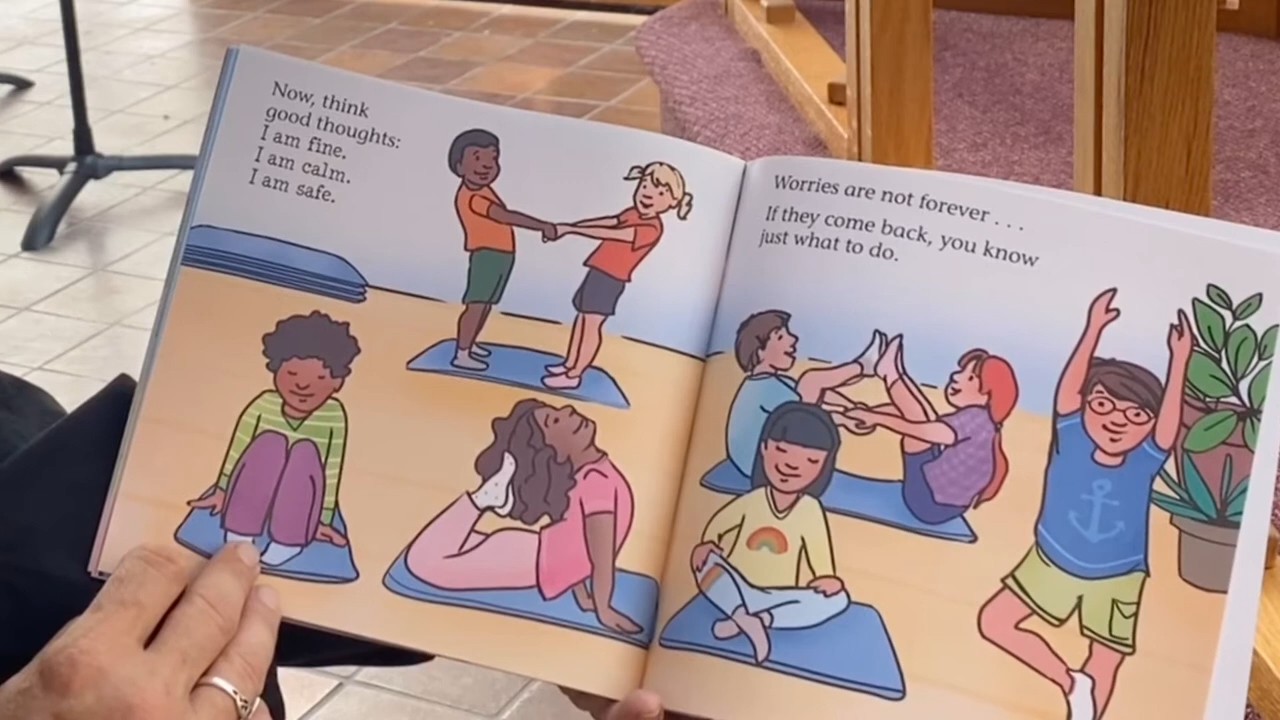 Now, think
good thoughts:
I am fine.
I am calm.
I am safe.
Worries are not forever . . .
If they come back, you know
just what to do.